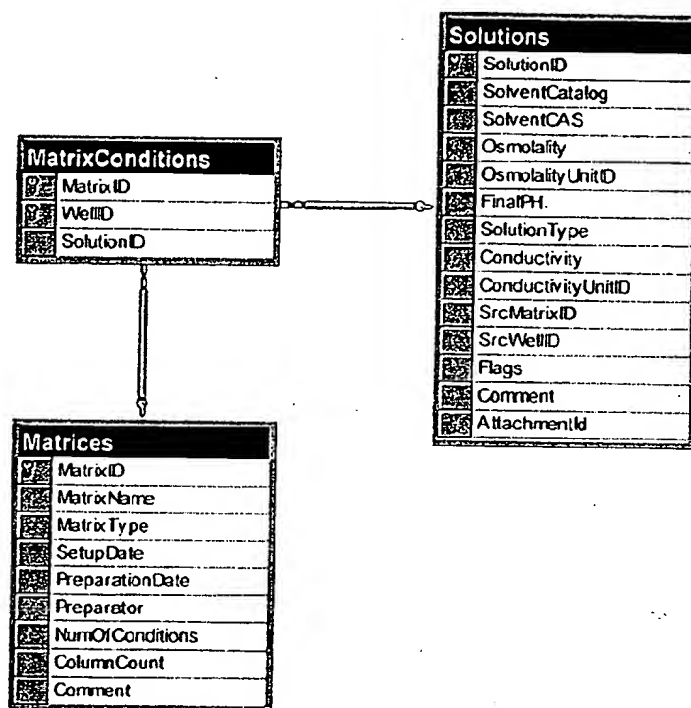 Solutions
SolutionID
SolventCatalog
SolventCAS
Osmolality
OsmolalityUnitID
FinalPH.
SolutionType
Conductivity
ConductivityUnitID
SrcMatrixID
SrcWellID
Flags
Comment
AttachmentId
MatrixConditions
MatrixID
WellID
SolutionID
Matrices
MatrixID
MatrixName
MatrixType
SetupDate
PreparationDate
Preparator
NumOfConditions
ColumnCount
Comment